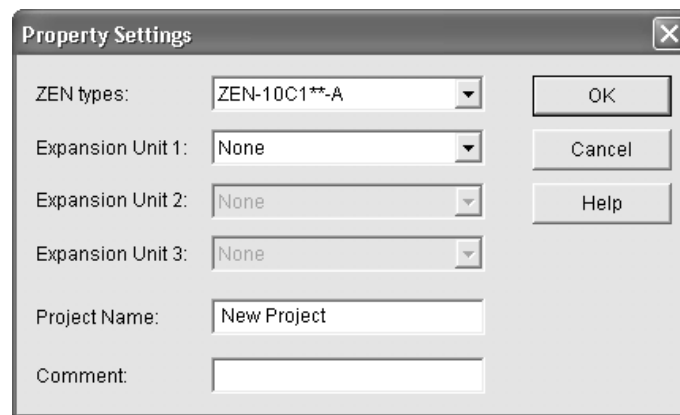 Property Settings
ZEN types: ZEN-10C1**-A OK
Expansion Unit 1: None Cancel
Expansion Unit 2: None Help
Expansion Unit 3: None
Project Name: New Project
Comment: